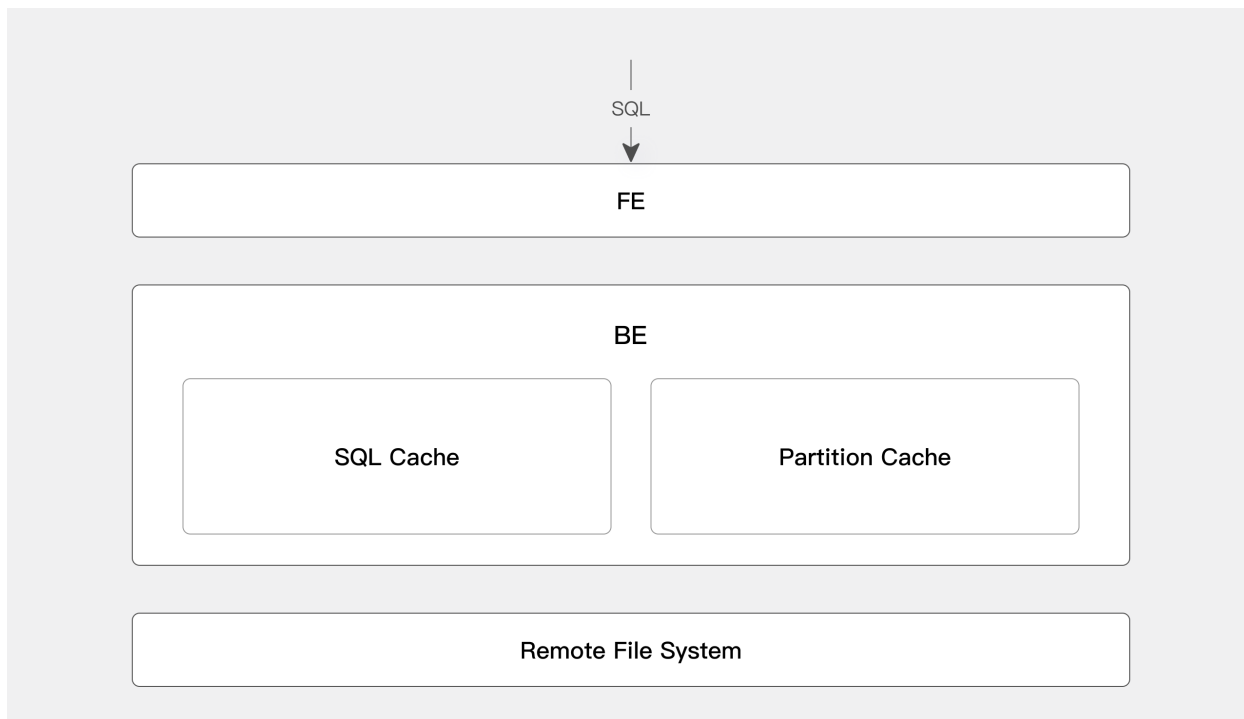 SQL
FE
BE
SQL Cache
Partition Cache
Remote File System